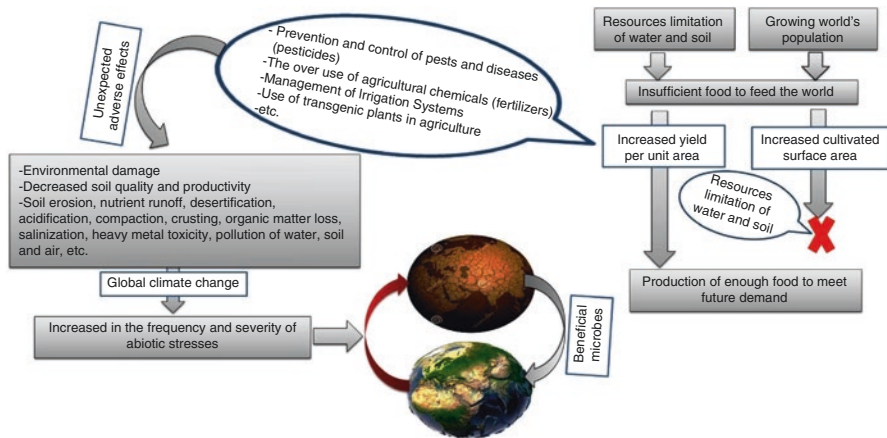 Unexpected
adverse effects
- Prevention and control of pests and diseases
(pesticides)
-The over use of agricultural chemicals (fertilizers)
-Management of Irrigation Systems
-Use of transgenic plants in agriculture
-etc.
Resources limitation
of water and soil
Growing world's
population
Insufficient food to feed the world
Increased yield
per unit area
Increased cultivated
surface area
Resources
limitation of
water and soil
Production of enough food to meet
future demand
-Environmental damage
-Decreased soil quality and productivity
-Soil erosion, nutrient runoff, desertification,
acidification, compaction, crusting, organic matter loss,
salinization, heavy metal toxicity, pollution of water, soil
and air, etc.
Global climate change
Increased in the frequency and severity of
abiotic stresses
Beneficial
microbes